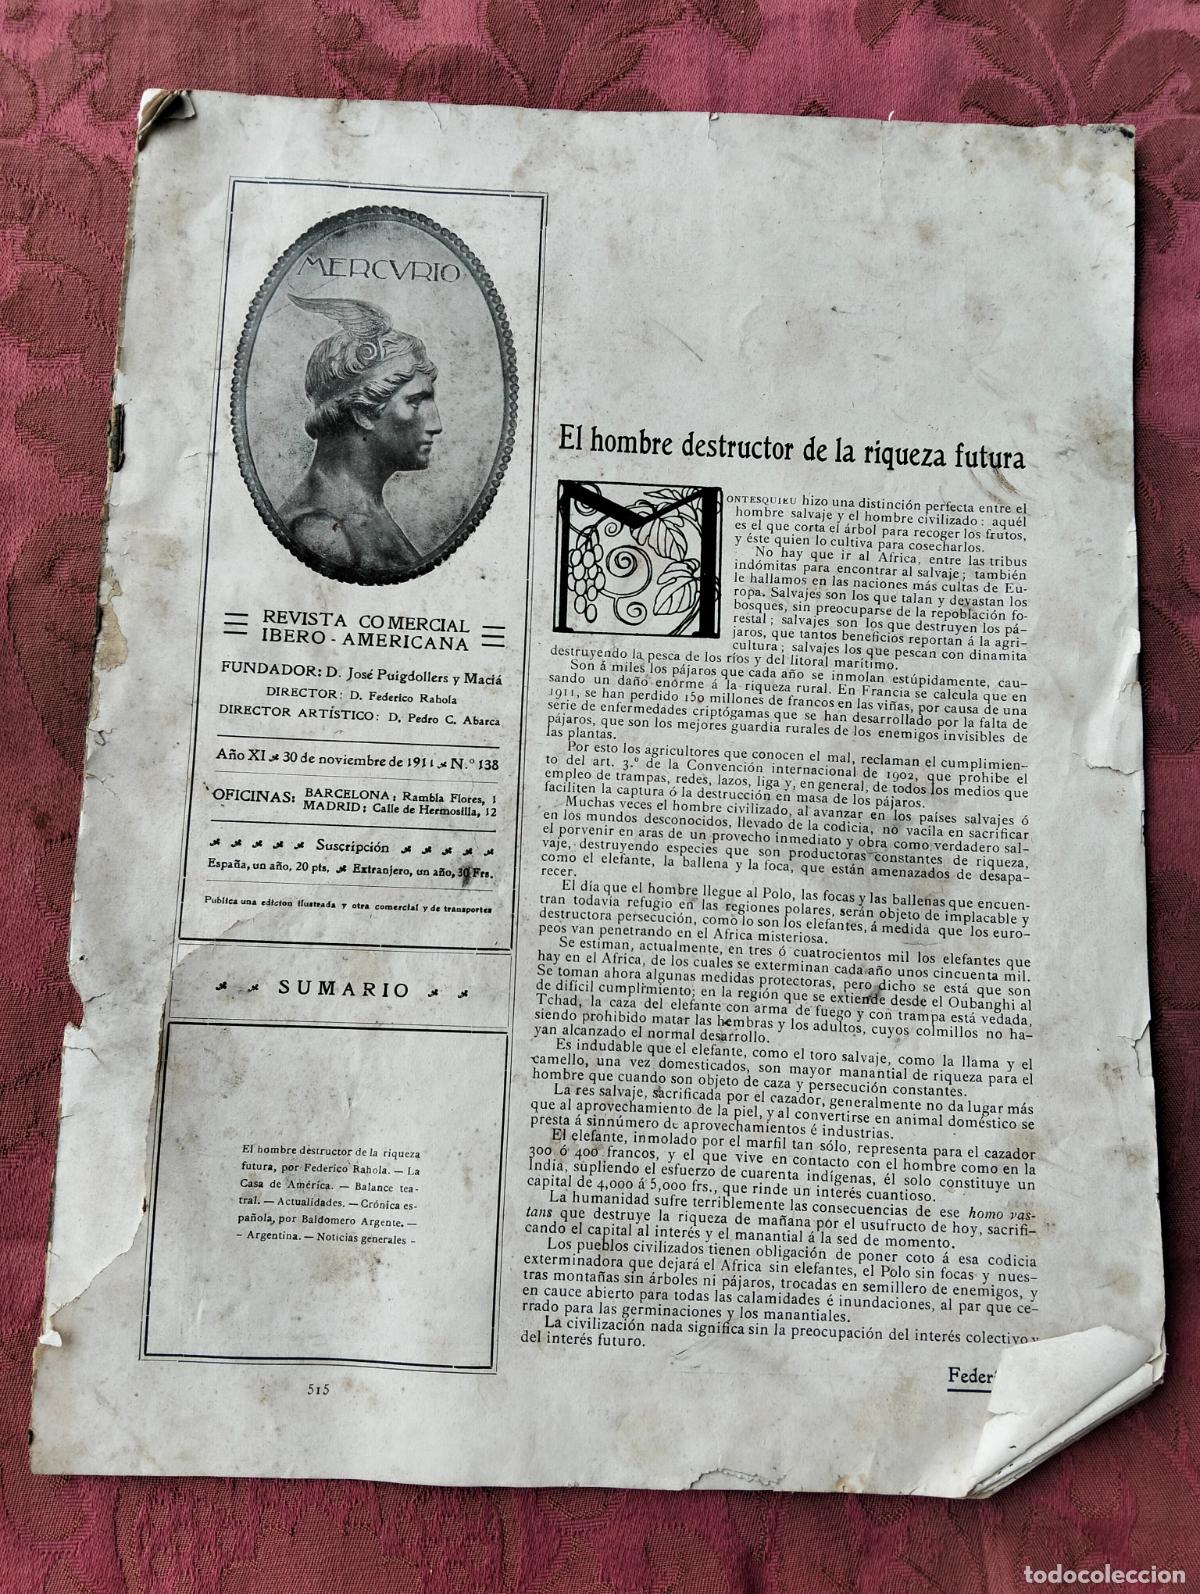 MERCVRIO
REVISTA COMERCIAL
IBERO-AMERICANA
FUNDADOR: D. José Puigdollers y Maciá
DIRECTOR: D. Federico Rahola
DIRECTOR ARTÍSTICO: D. Pedro C. Abarca
Año XI 30 de noviembre de 1911 N.º 138
OFICINAS: BARCELONA: Rambla Flores, 1
MADRID: Calle de Hermosilla, 12
Suscripción
España, un año, 20 pts. Extranjero, un año, 30 Frs.
Publica una edición ilustrada y otra comercial y de transportes
SUMARIO
El hombre destructor de la riqueza
futura, por Federico Rahola. — La
Casa de América. — Balance tea-
tral. — Actualidades. — Crónica es-
pañola, por Baldomero Argente. —
- Argentina. — Noticias generales -
515
El hombre destructor de la riqueza futura
MONTESQUIEU hizo una distinción perfecta entre el
hombre salvaje y el hombre civilizado: aquél
es el que corta el árbol para recoger los frutos,
y éste quien lo cultiva para cosecharlos.
No hay que ir al Africa, entre las tribus
indómitas para encontrar al salvaje; también
le hallamos en las naciones más cultas de Eu-
ropa. Salvajes son los que talan y devastan los
bosques, sin preocuparse de la repoblación fo-
restal; salvajes son los que destruyen los pá-
jaros, que tantos beneficios reportan á la agri-
cultura; salvajes los que pescan con dinamita
destruyendo la pesca de los ríos y del litoral marítimo.
Son á miles los pájaros que cada año se inmolan estúpidamente, cau-
sando un daño enorme á la riqueza rural. En Francia se calcula que en
1911, se han perdido 150 millones de francos en las viñas, por causa de una
serie de enfermedades criptógamas que se han desarrollado por la falta de
pájaros, que son los mejores guardia rurales de los enemigos invisibles de
las plantas.
Por esto los agricultores que conocen el mal, reclaman el cumplimien-
to del art. 3.º de la Convención internacional de 1902, que prohibe el
empleo de trampas, redes, lazos, liga y, en general, de todos los medios que
faciliten la captura ó la destrucción en masa de los pájaros.
Muchas veces el hombre civilizado, al avanzar en los países salvajes ó
en los mundos desconocidos, llevado de la codicia, no vacila en sacrificar
el porvenir en aras de un provecho inmediato y obra como verdadero sal-
vaje, destruyendo especies que son productoras constantes de riqueza,
como el elefante, la ballena y la foca, que están amenazados de desapa-
recer.
El día que el hombre llegue al Polo, las focas y las ballenas que encuen-
tran todavía refugio en las regiones polares, serán objeto de implacable y
destructora persecución, como lo son los elefantes, á medida que los euro-
peos van penetrando en el Africa misteriosa.
Se estiman, actualmente, en tres ó cuatrocientos mil los elefantes que
hay en el Africa, de los cuales se exterminan cada año unos cincuenta mil.
Se toman ahora algunas medidas protectoras, pero dicho se está que son
de difícil cumplimiento; en la región que se extiende desde el Oubanghi al
Tchad, la caza del elefante con arma de fuego y con trampa está vedada,
siendo prohibido matar las hembras y los adultos, cuyos colmillos no ha-
yan alcanzado el normal desarrollo.
Es indudable que el elefante, como el toro salvaje, como la llama y el
camello, una vez domesticados, son mayor manantial de riqueza para el
hombre que cuando son objeto de caza y persecución constantes.
La res salvaje, sacrificada por el cazador, generalmente no da lugar más
que al aprovechamiento de la piel, y al convertirse en animal doméstico se
presta á sinnúmero de aprovechamientos é industrias.
El elefante, inmolado por el marfil tan sólo, representa para el cazador
300 ó 400 francos, y el que vive en contacto con el hombre como en la
India, supliendo el esfuerzo de cuarenta indígenas, él solo constituye un
capital de 4,000 á 5,000 frs., que rinde un interés cuantioso.
La humanidad sufre terriblemente las consecuencias de ese homo vas-
tans que destruye la riqueza de mañana por el usufructo de hoy, sacrifi-
cando el capital al interés y el manantial á la sed de momento.
Los pueblos civilizados tienen obligación de poner coto á esa codicia
exterminadora que dejará el Africa sin elefantes, el Polo sin focas y nues-
tras montañas sin árboles ni pájaros, trocadas en semillero de enemigos, y
en cauce abierto para todas las calamidades é inundaciones, al par que ce-
rrado para las germinaciones y los manantiales.
La civilización nada significa sin la preocupación del interés colectivo y
del interés futuro.
Feder
todocoleccion